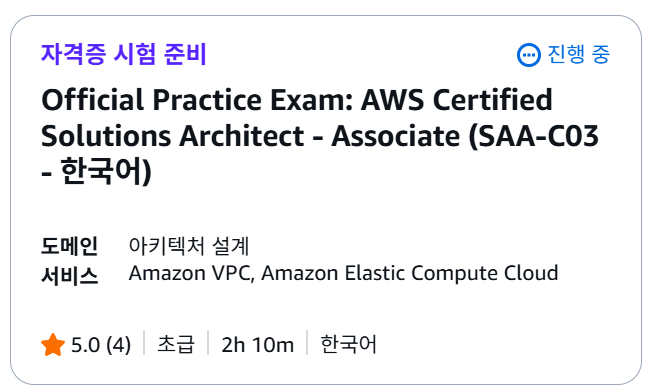 자격증 시험 준비
진행 중
Official Practice Exam: AWS Certified
Solutions Architect - Associate (SAA-C03
- 한국어)
도메인 아키텍처 설계
서비스 Amazon VPC, Amazon Elastic Compute Cloud
5.0 (4) 초급 2h 10m 한국어